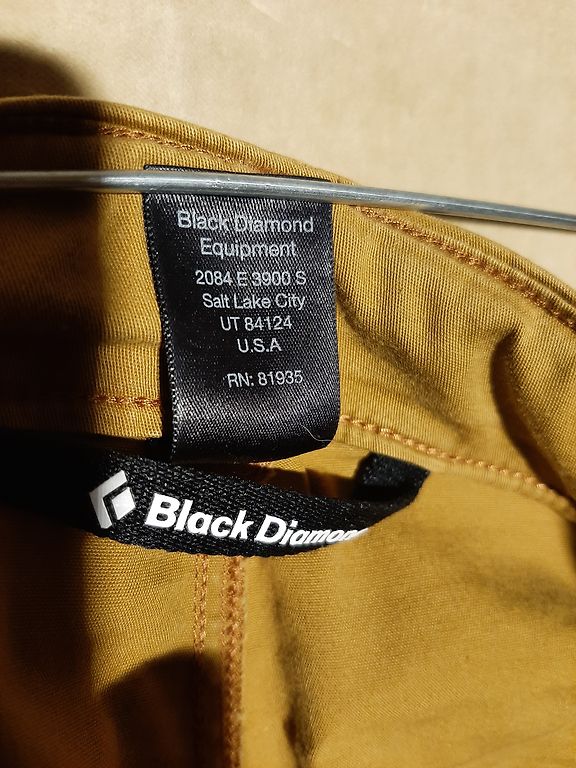 Black Diamond
Equipment
2084 E 3900 S
Salt Lake City
UT 84124
U.S.A
RN: 81935
Black Diamond